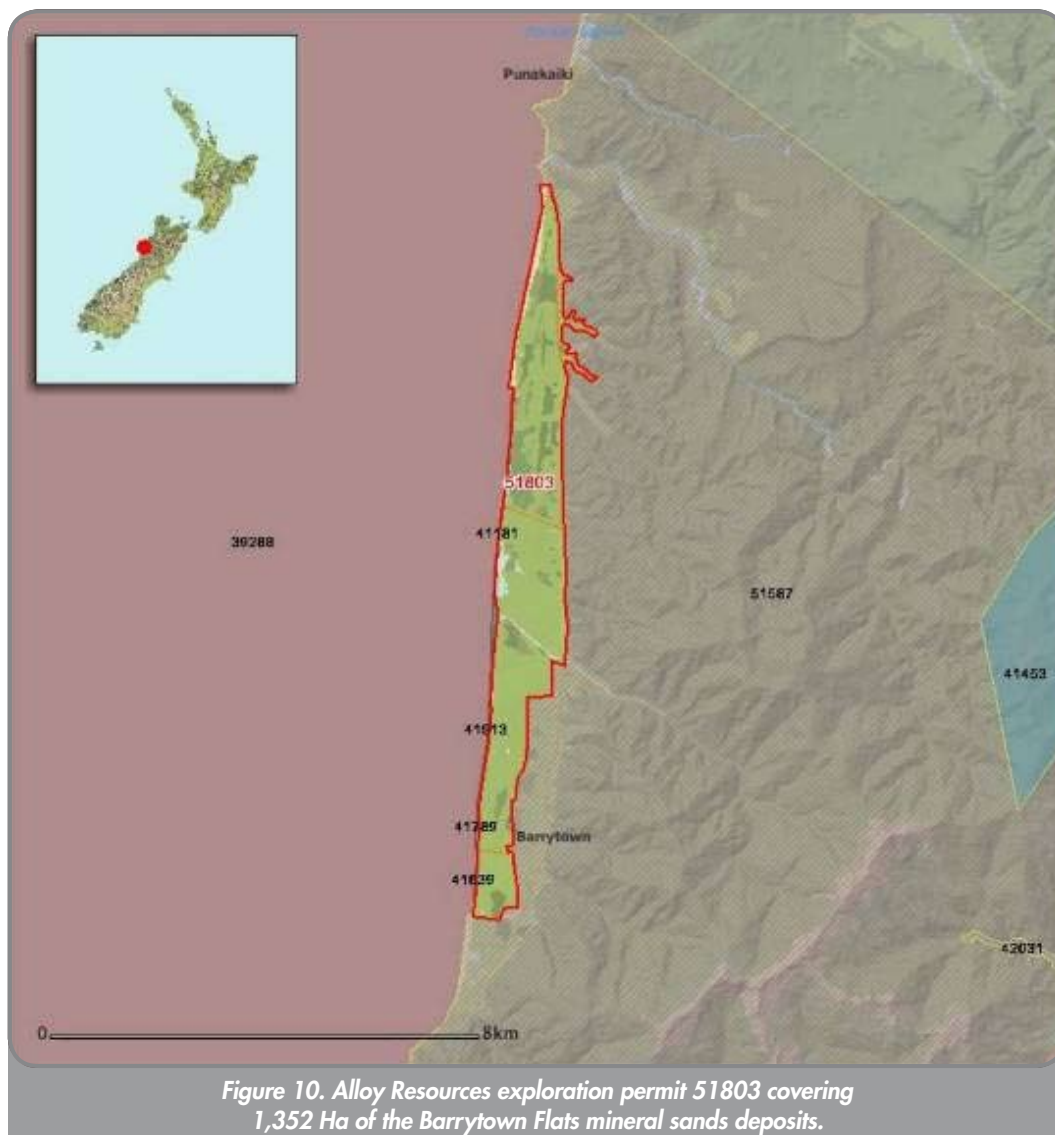 Punakaiki
51803
41181
39288
51587
41453
41913
41789
Barrytown
41639
42031
0
8km
Figure 10. Alloy Resources exploration permit 51803 covering
1,352 Ha of the Barrytown Flats mineral sands deposits.